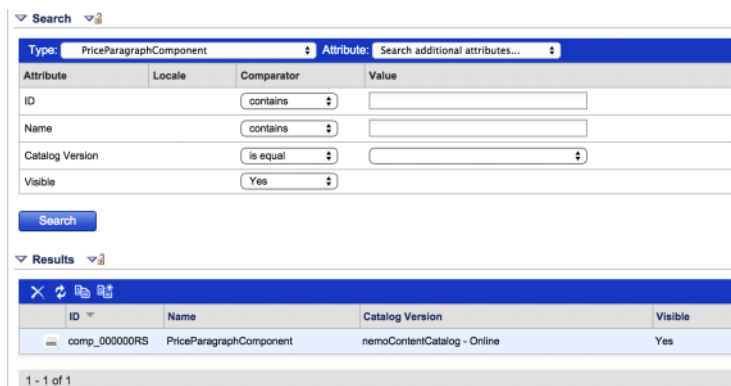 Search
Type: PriceParagraphComponent Attribute: Search additional attributes...
Attribute Locale Comparator Value
ID contains
Name contains
Catalog Version is equal
Visible Yes
Search
Results
ID Name Catalog Version Visible
comp_000000RS PriceParagraphComponent nemoContentCatalog - Online Yes
1 - 1 of 1